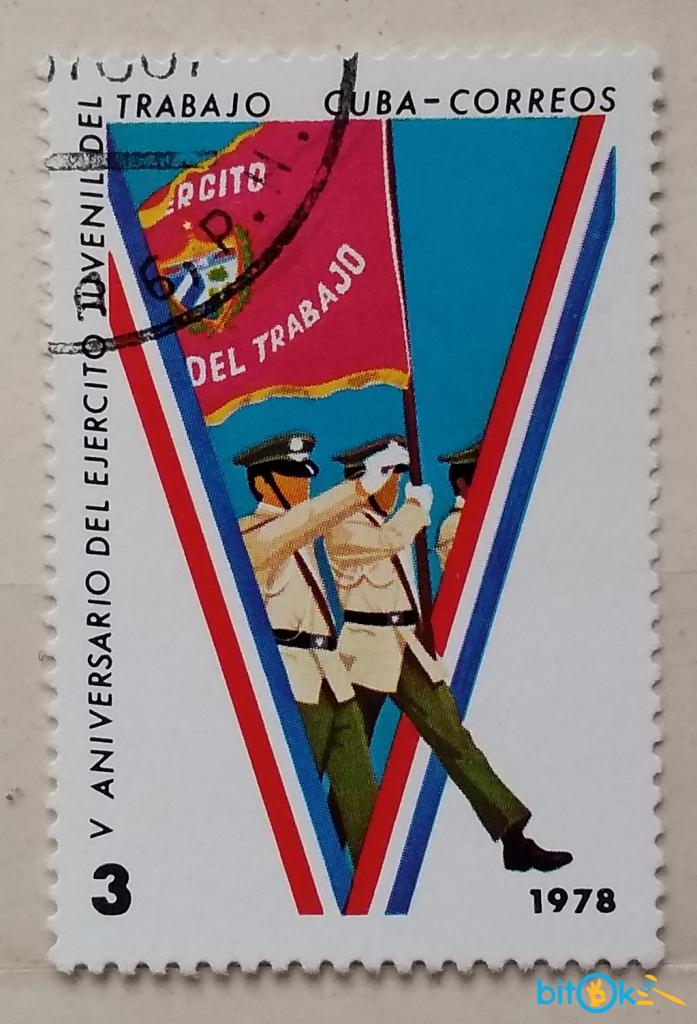 V ANIVERSARIO DEL EJERCITO JUVENIL DEL TRABAJO
CUBA-CORREOS
ERCITO
DEL TRABAJO
S.P.H.
3
1978
bitok